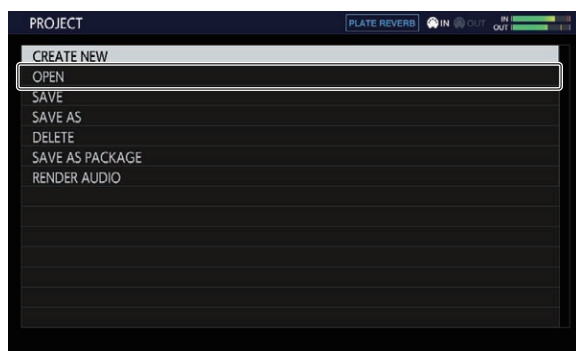 PROJECT PLATE REVERB IN OUT IN
OUT
CREATE NEW
OPEN
SAVE
SAVE AS
DELETE
SAVE AS PACKAGE
RENDER AUDIO